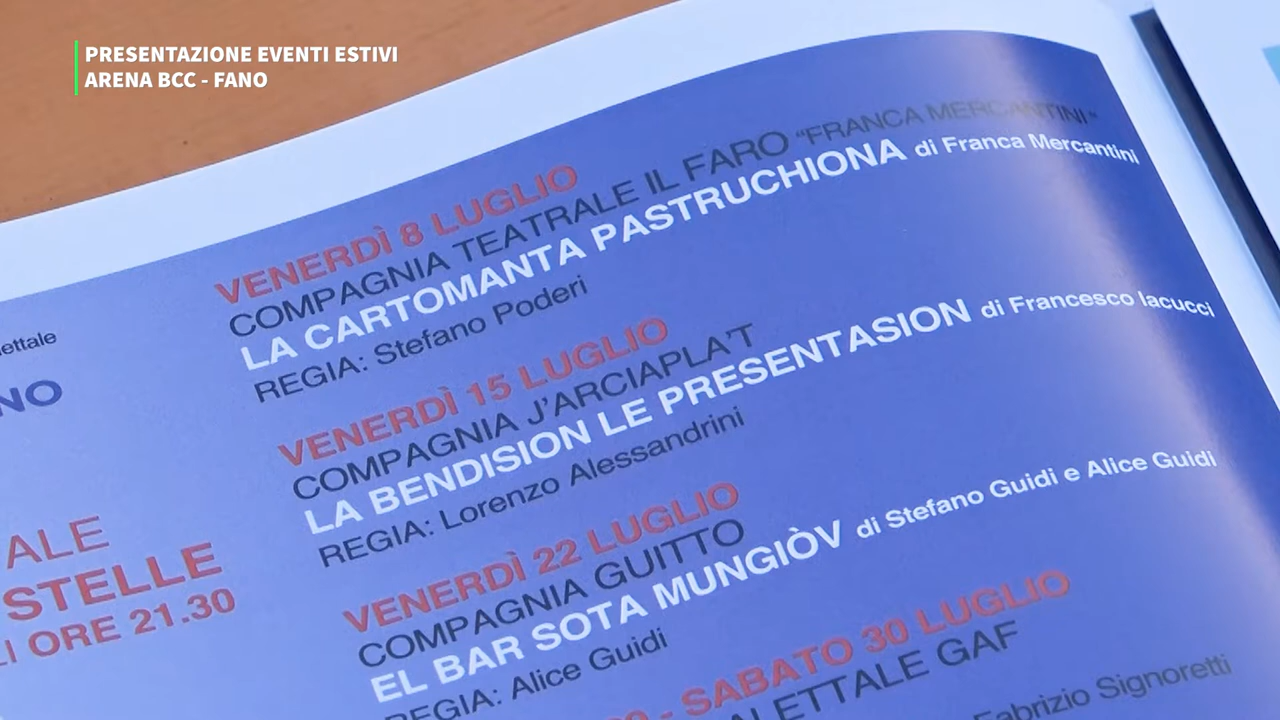 PRESENTAZIONE EVENTI ESTIVI
ARENA BCC - FANO
VENERDÌ 8 LUGLIO
COMPAGNIA TEATRALE IL FARO "FRANCA MERCANTINI"
LA CARTOMANTA PASTRUCHIONA di Franca Mercantini
REGIA: Stefano Poderi
VENERDÌ 15 LUGLIO
COMPAGNIA J'ARCIAPLA'T
LA BENDISION LE PRESENTASION di Francesco Iacucci
REGIA: Lorenzo Alessandrini
VENERDÌ 22 LUGLIO
COMPAGNIA GUITTO
EL BAR SOTA MUNGIÒV di Stefano Guidi e Alice Guidi
REGIA: Alice Guidi
- SABATO 30 LUGLIO
GAF
Fabrizio Signoretti
STELLE
ORE 21.30